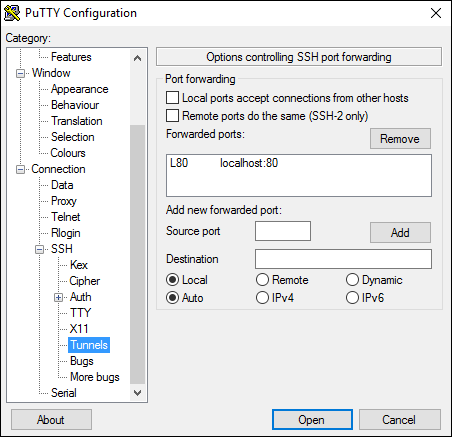 PuTTY Configuration
Category:
Features
Window
Appearance
Behaviour
Translation
Selection
Colours
Connection
Data
Proxy
Telnet
Rlogin
SSH
Kex
Cipher
Auth
TTY
X11
Tunnels
Bugs
More bugs
Serial
Options controlling SSH port forwarding
Port forwarding
Local ports accept connections from other hosts
Remote ports do the same (SSH-2 only)
Forwarded ports:
Remove
L80 localhost:80
Add new forwarded port:
Source port
Add
Destination
Local Remote Dynamic
Auto IPv4 IPv6
About
Open
Cancel